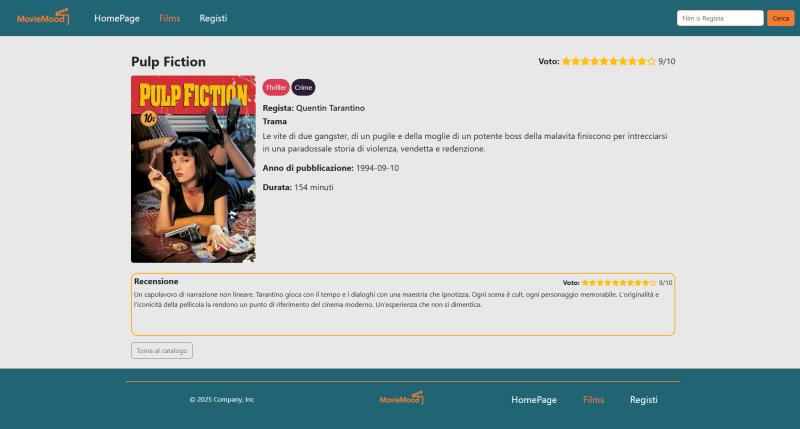 MovieMood HomePage Films Registi Film o Regista Cerca
Pulp Fiction Voto: 9/10
PULP FICTION
10¢
Thriller Crime
Regista: Quentin Tarantino
Trama
Le vite di due gangster, di un pugile e della moglie di un potente boss della malavita finiscono per intrecciarsi
in una paradossale storia di violenza, vendetta e redenzione.
Anno di pubblicazione: 1994-09-10
Durata: 154 minuti
Recensione Voto: 9/10
Un capolavoro di narrazione non lineare. Tarantino gioca con il tempo e i dialoghi con una maestria che ipnotizza. Ogni scena è cult, ogni personaggio memorabile. L'originalità e
l'iconicità della pellicola la rendono un punto di riferimento del cinema moderno. Un'esperienza che non si dimentica.
Torna al catalogo
© 2025 Company, Inc MovieMood HomePage Films Registi